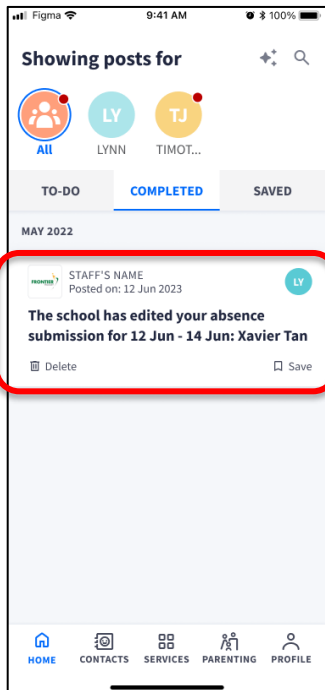 Figma 9:41 AM 100%
Showing posts for
LY TJ
All LYNN TIMOT...
TO-DO COMPLETED SAVED
MAY 2022
FRONTIER
STAFF'S NAME
Posted on: 12 Jun 2023
LY
The school has edited your absence
submission for 12 Jun - 14 Jun: Xavier Tan
Delete Save
HOME CONTACTS SERVICES PARENTING PROFILE